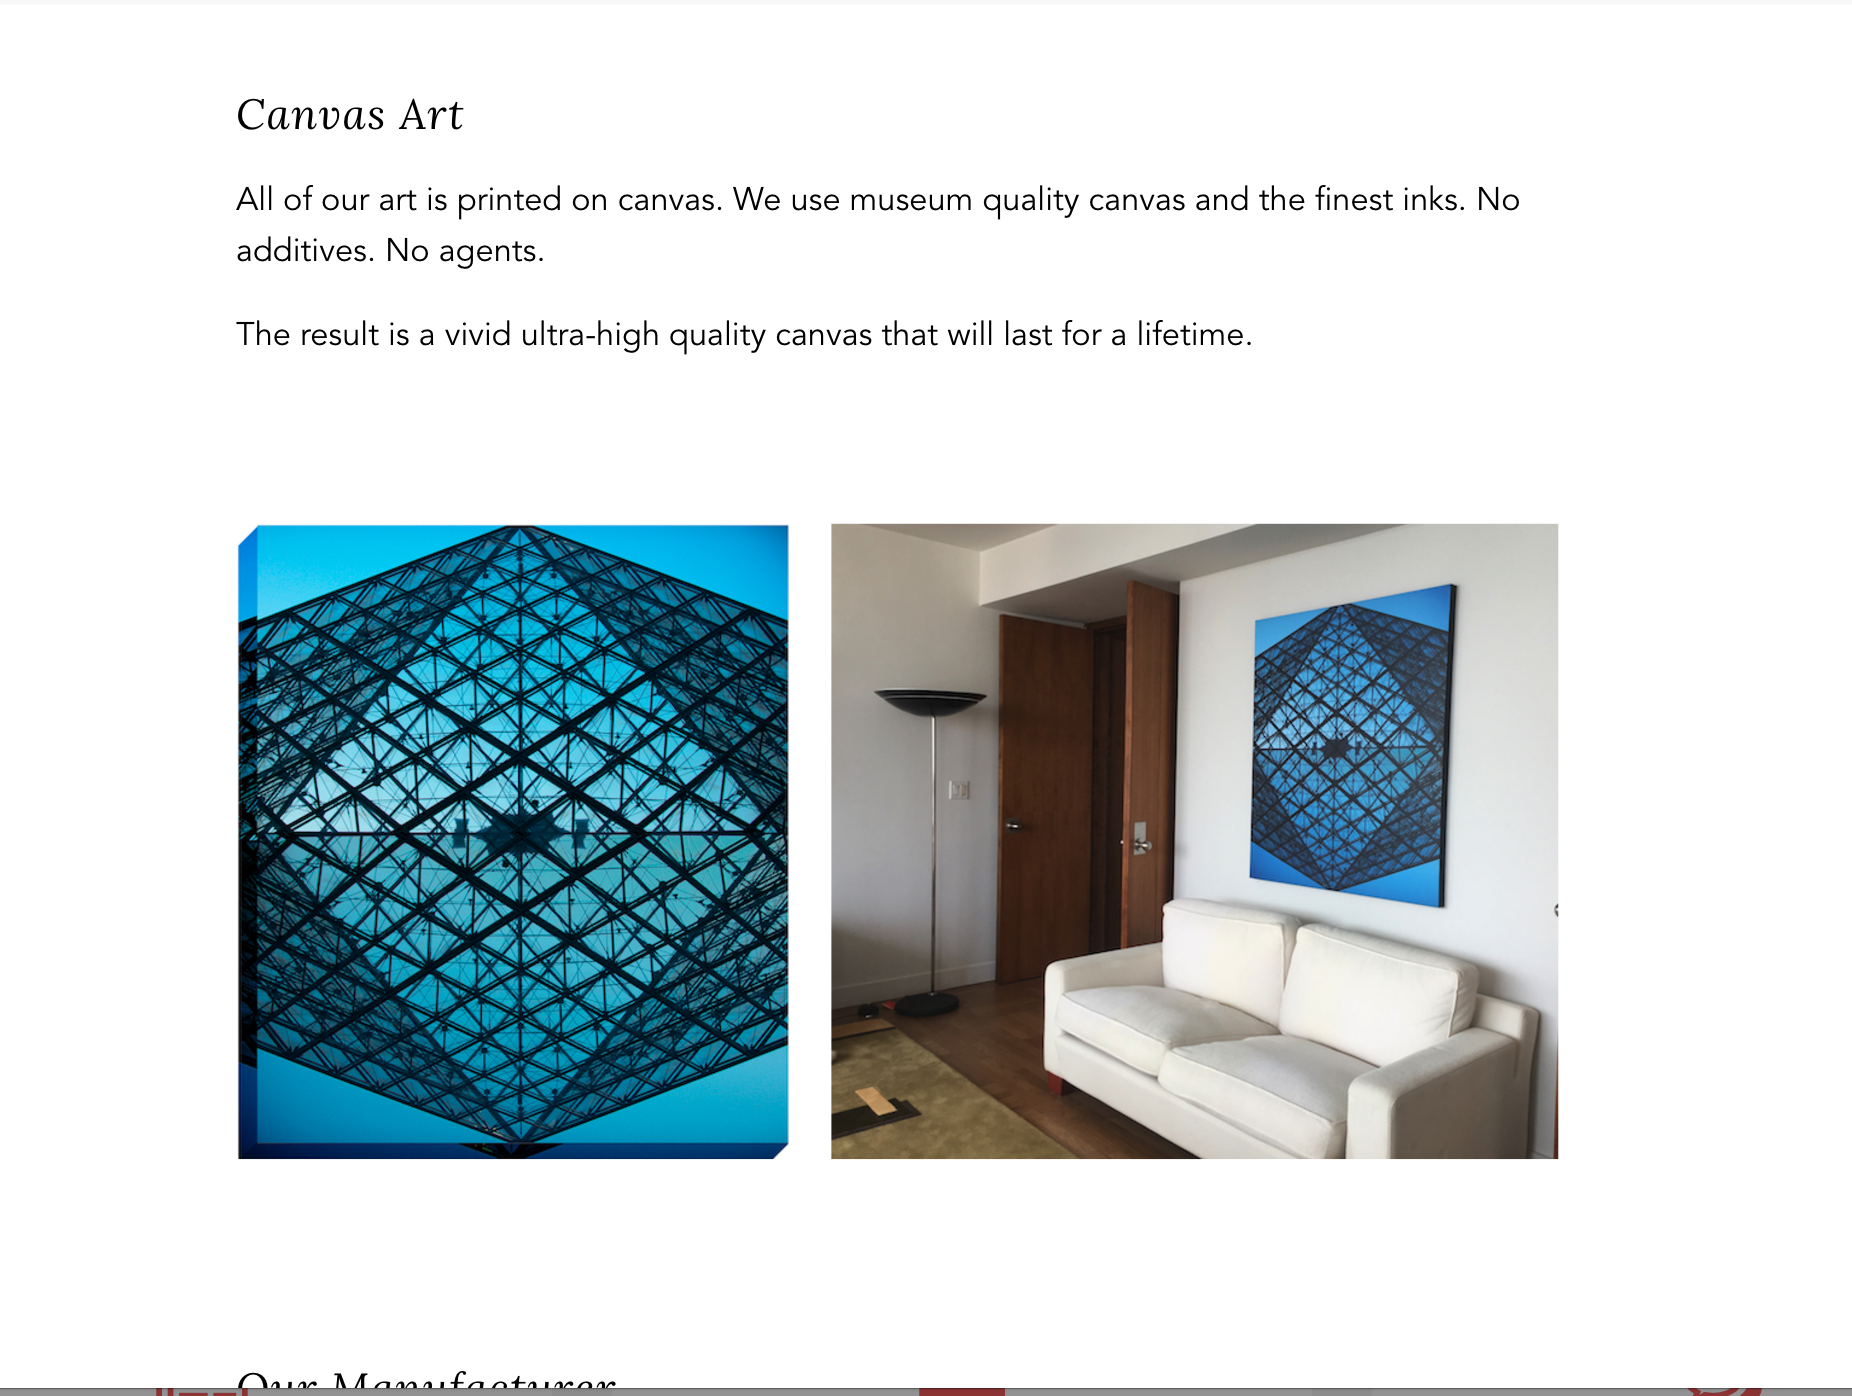 Canvas Art
All of our art is printed on canvas. We use museum quality canvas and the finest inks. No
additives. No agents.
The result is a vivid ultra-high quality canvas that will last for a lifetime.
Our Manufacturer